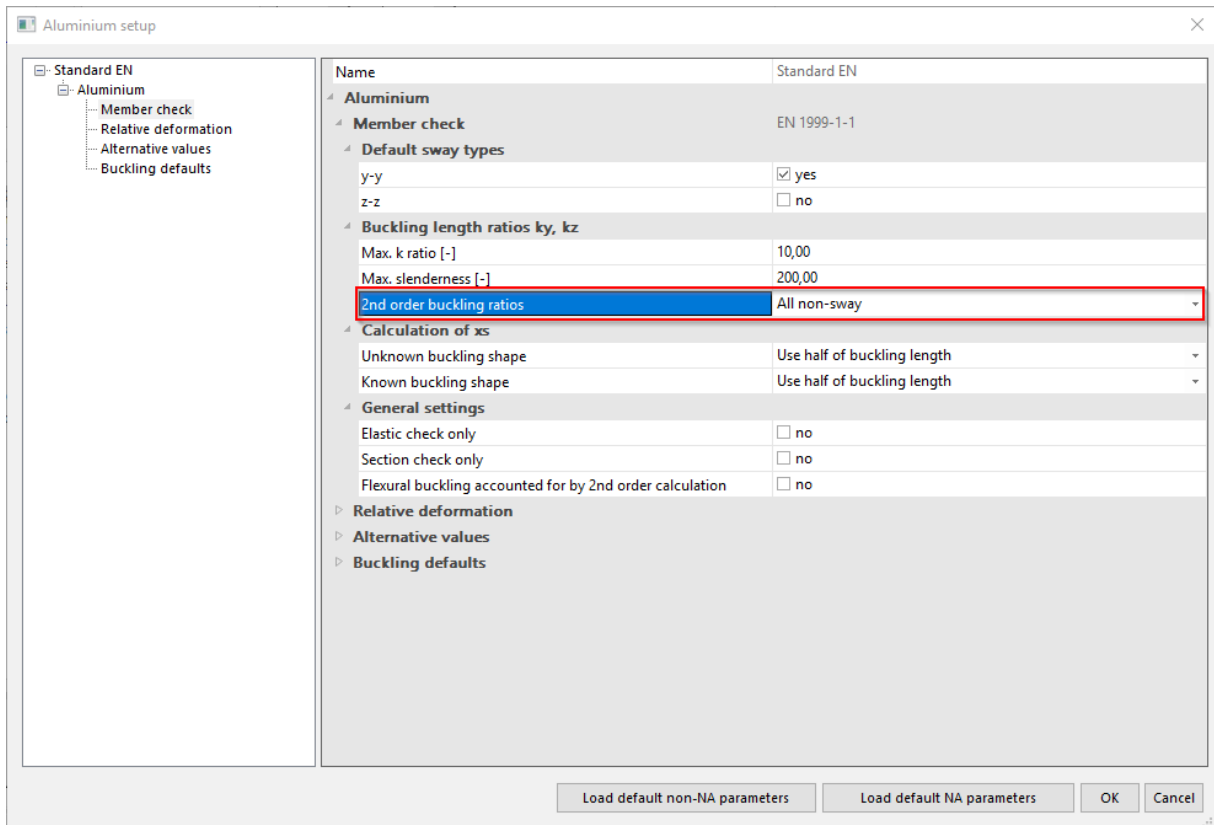 Aluminium setup
Standard EN
Aluminium
Member check
Relative deformation
Alternative values
Buckling defaults
Name Standard EN
Aluminium
Member check EN 1999-1-1
Default sway types
y-y yes
z-z no
Buckling length ratios ky, kz
Max. k ratio [-] 10,00
Max. slenderness [-] 200,00
2nd order buckling ratios All non-sway
Calculation of xs
Unknown buckling shape Use half of buckling length
Known buckling shape Use half of buckling length
General settings
Elastic check only no
Section check only no
Flexural buckling accounted for by 2nd order calculation no
Relative deformation
Alternative values
Buckling defaults
Load default non-NA parameters Load default NA parameters OK Cancel